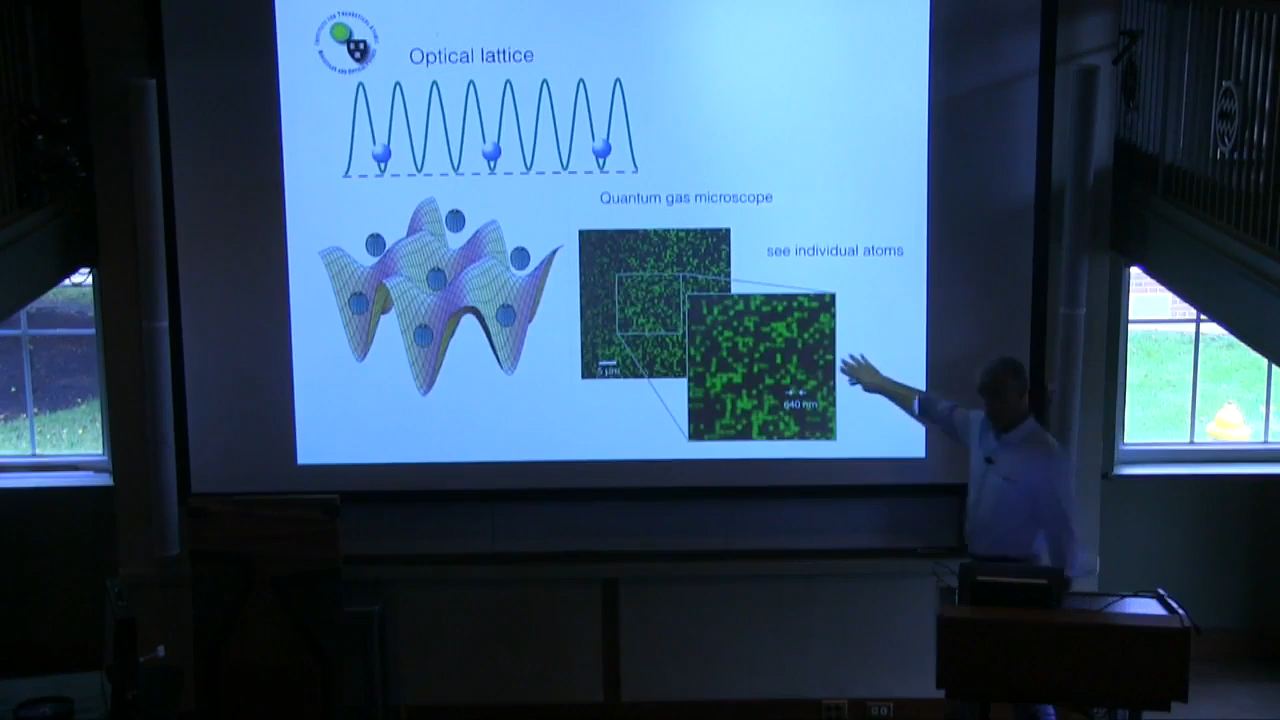 Optical lattice
Quantum gas microscope
see individual atoms
5 μm
640 nm